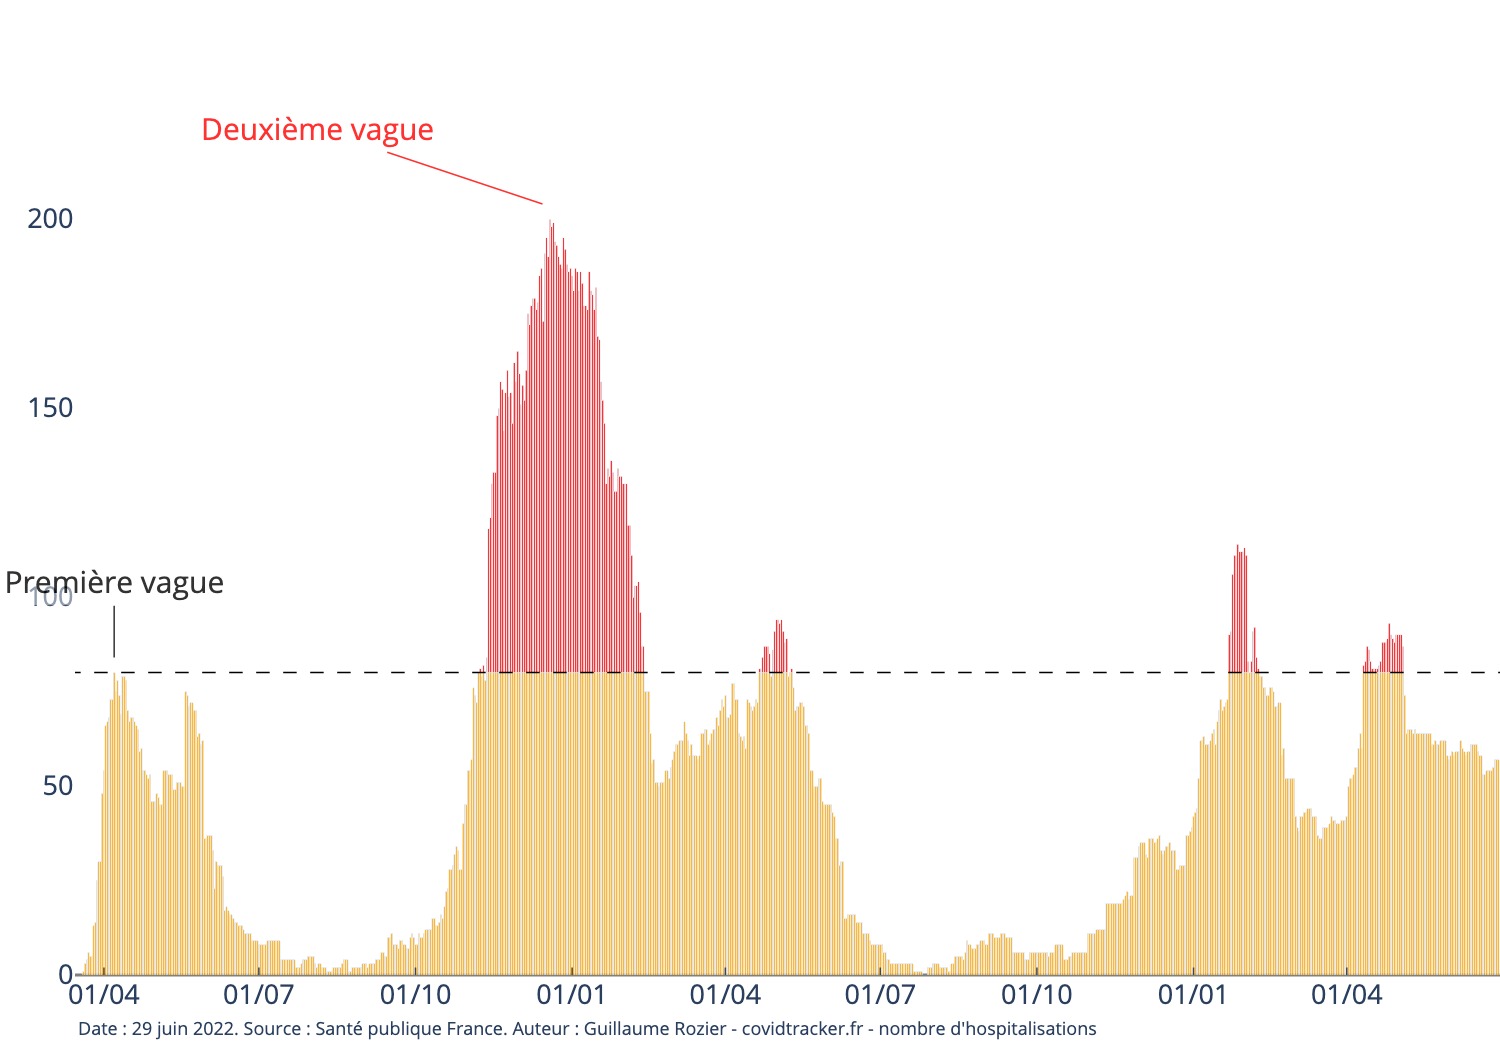 Deuxième vague
200
150
Première vague
100
50
0
01/04 01/07 01/10 01/01 01/04 01/07 01/10 01/01 01/04
Date : 29 juin 2022. Source : Santé publique France. Auteur : Guillaume Rozier - covidtracker.fr - nombre d'hospitalisations